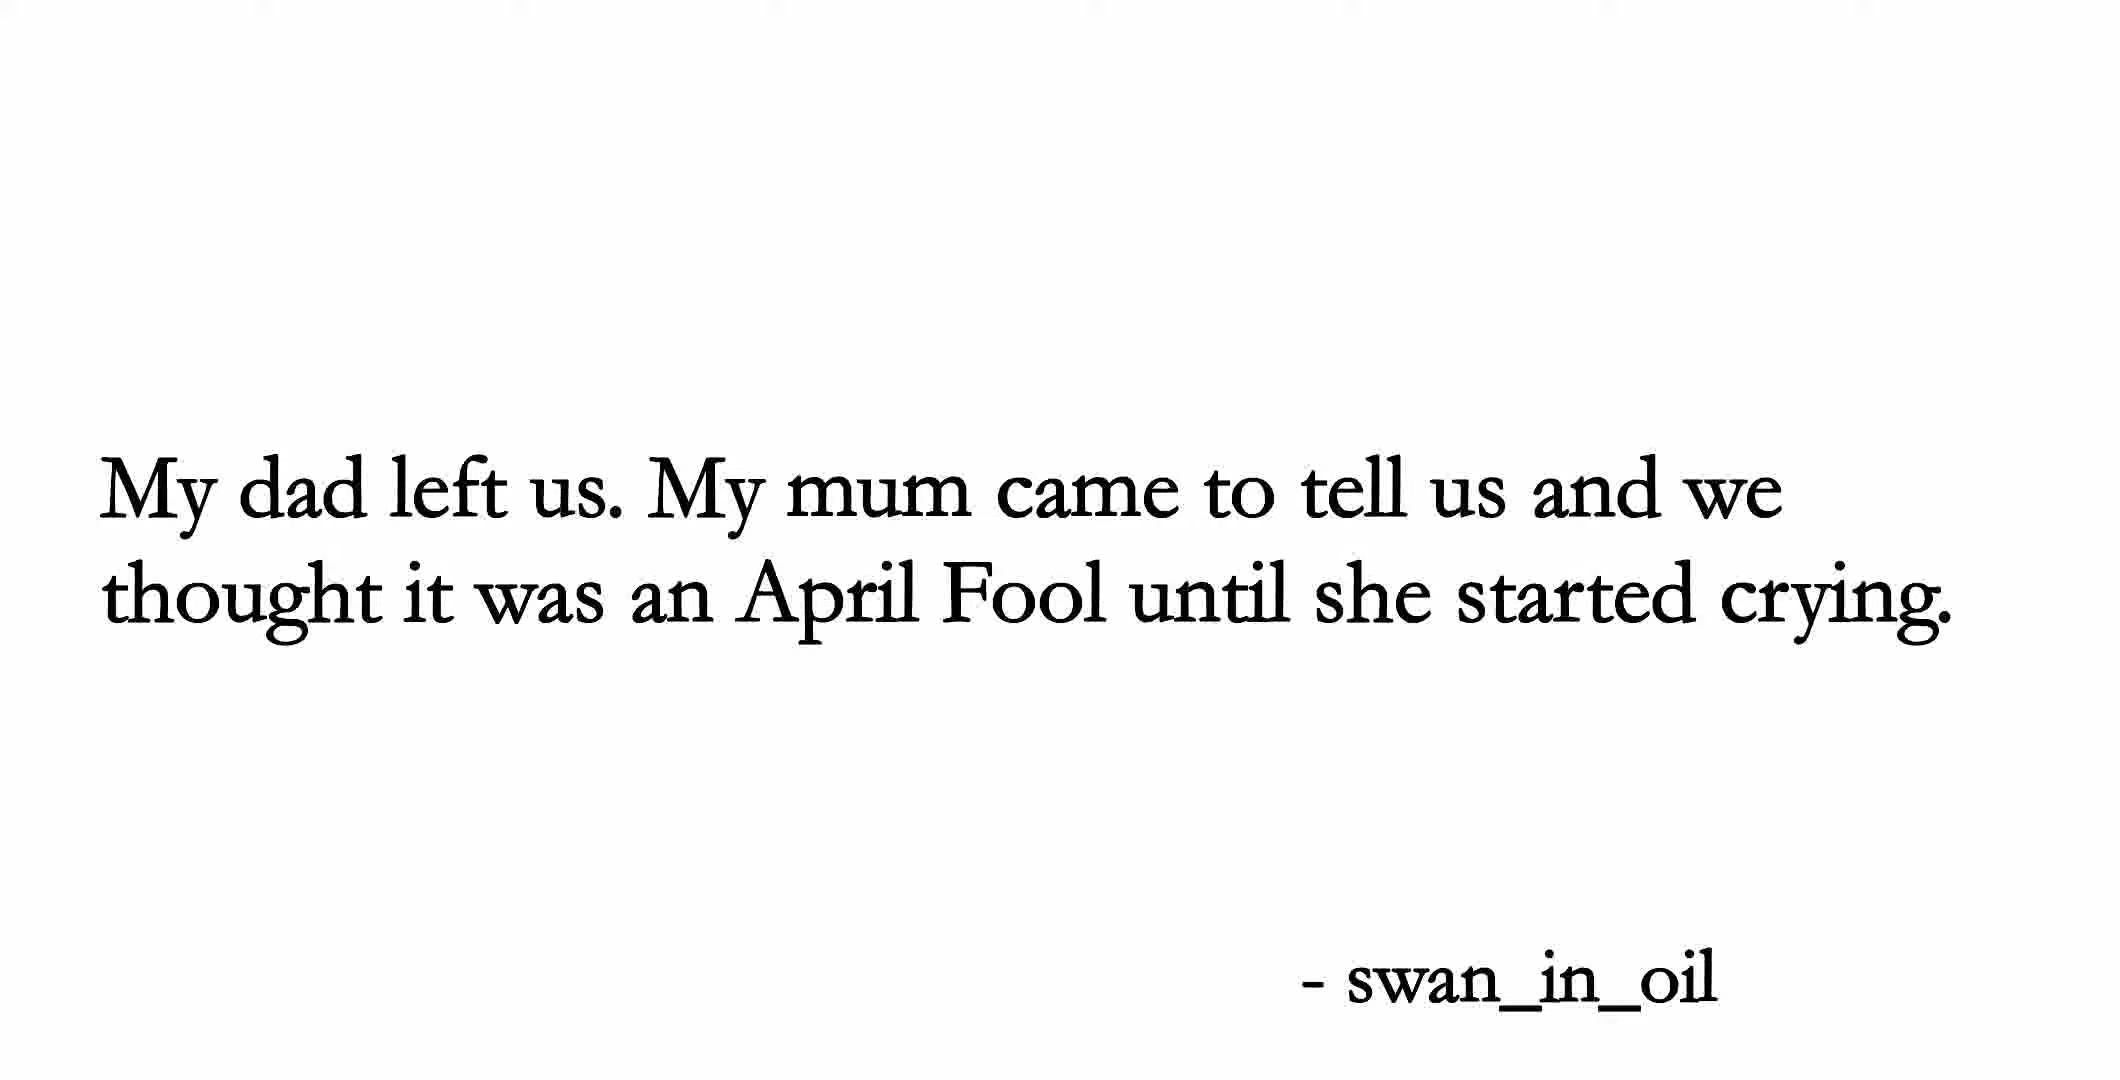 My dad left us. My mum came to tell us and we
thought it was an April Fool until she started crying.
- swan_in_oil